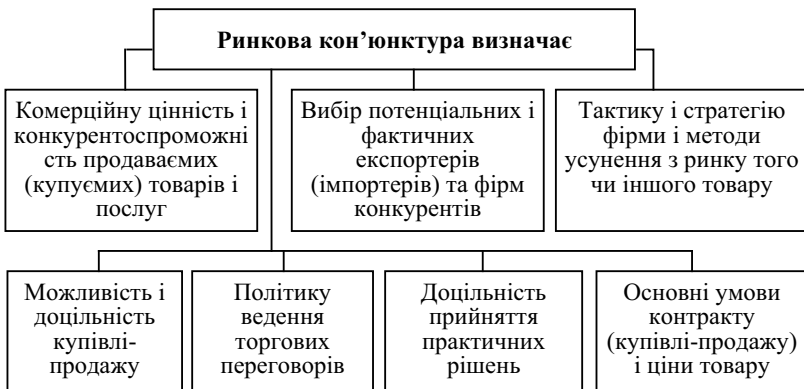 Ринкова кон’юнктура визначає
Комерційну цінність і
конкурентоспроможні
сть продаваємих
(купуємих) товарів і
послуг
Вибір потенціальних і
фактичних
експортерів
(імпортерів) та фірм
конкурентів
Тактику і стратегію
фірми і методи
усунення з ринку того
чи іншого товару
Можливість і
доцільність
купівлі-
продажу
Політику
ведення
торгових
переговорів
Доцільність
прийняття
практичних
рішень
Основні умови
контракту
(купівлі-продажу)
і ціни товару